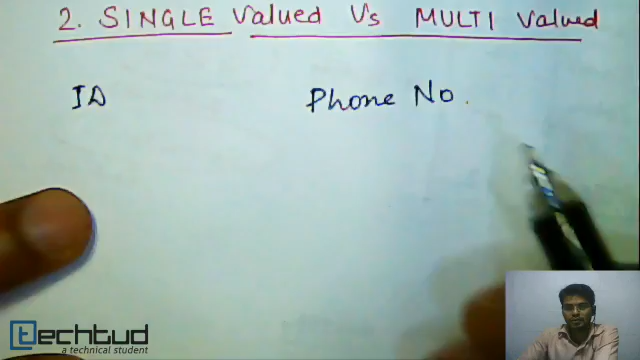 2. SINGLE Valued Vs MULTI Valued
ID Phone No.
techtud
a technical student